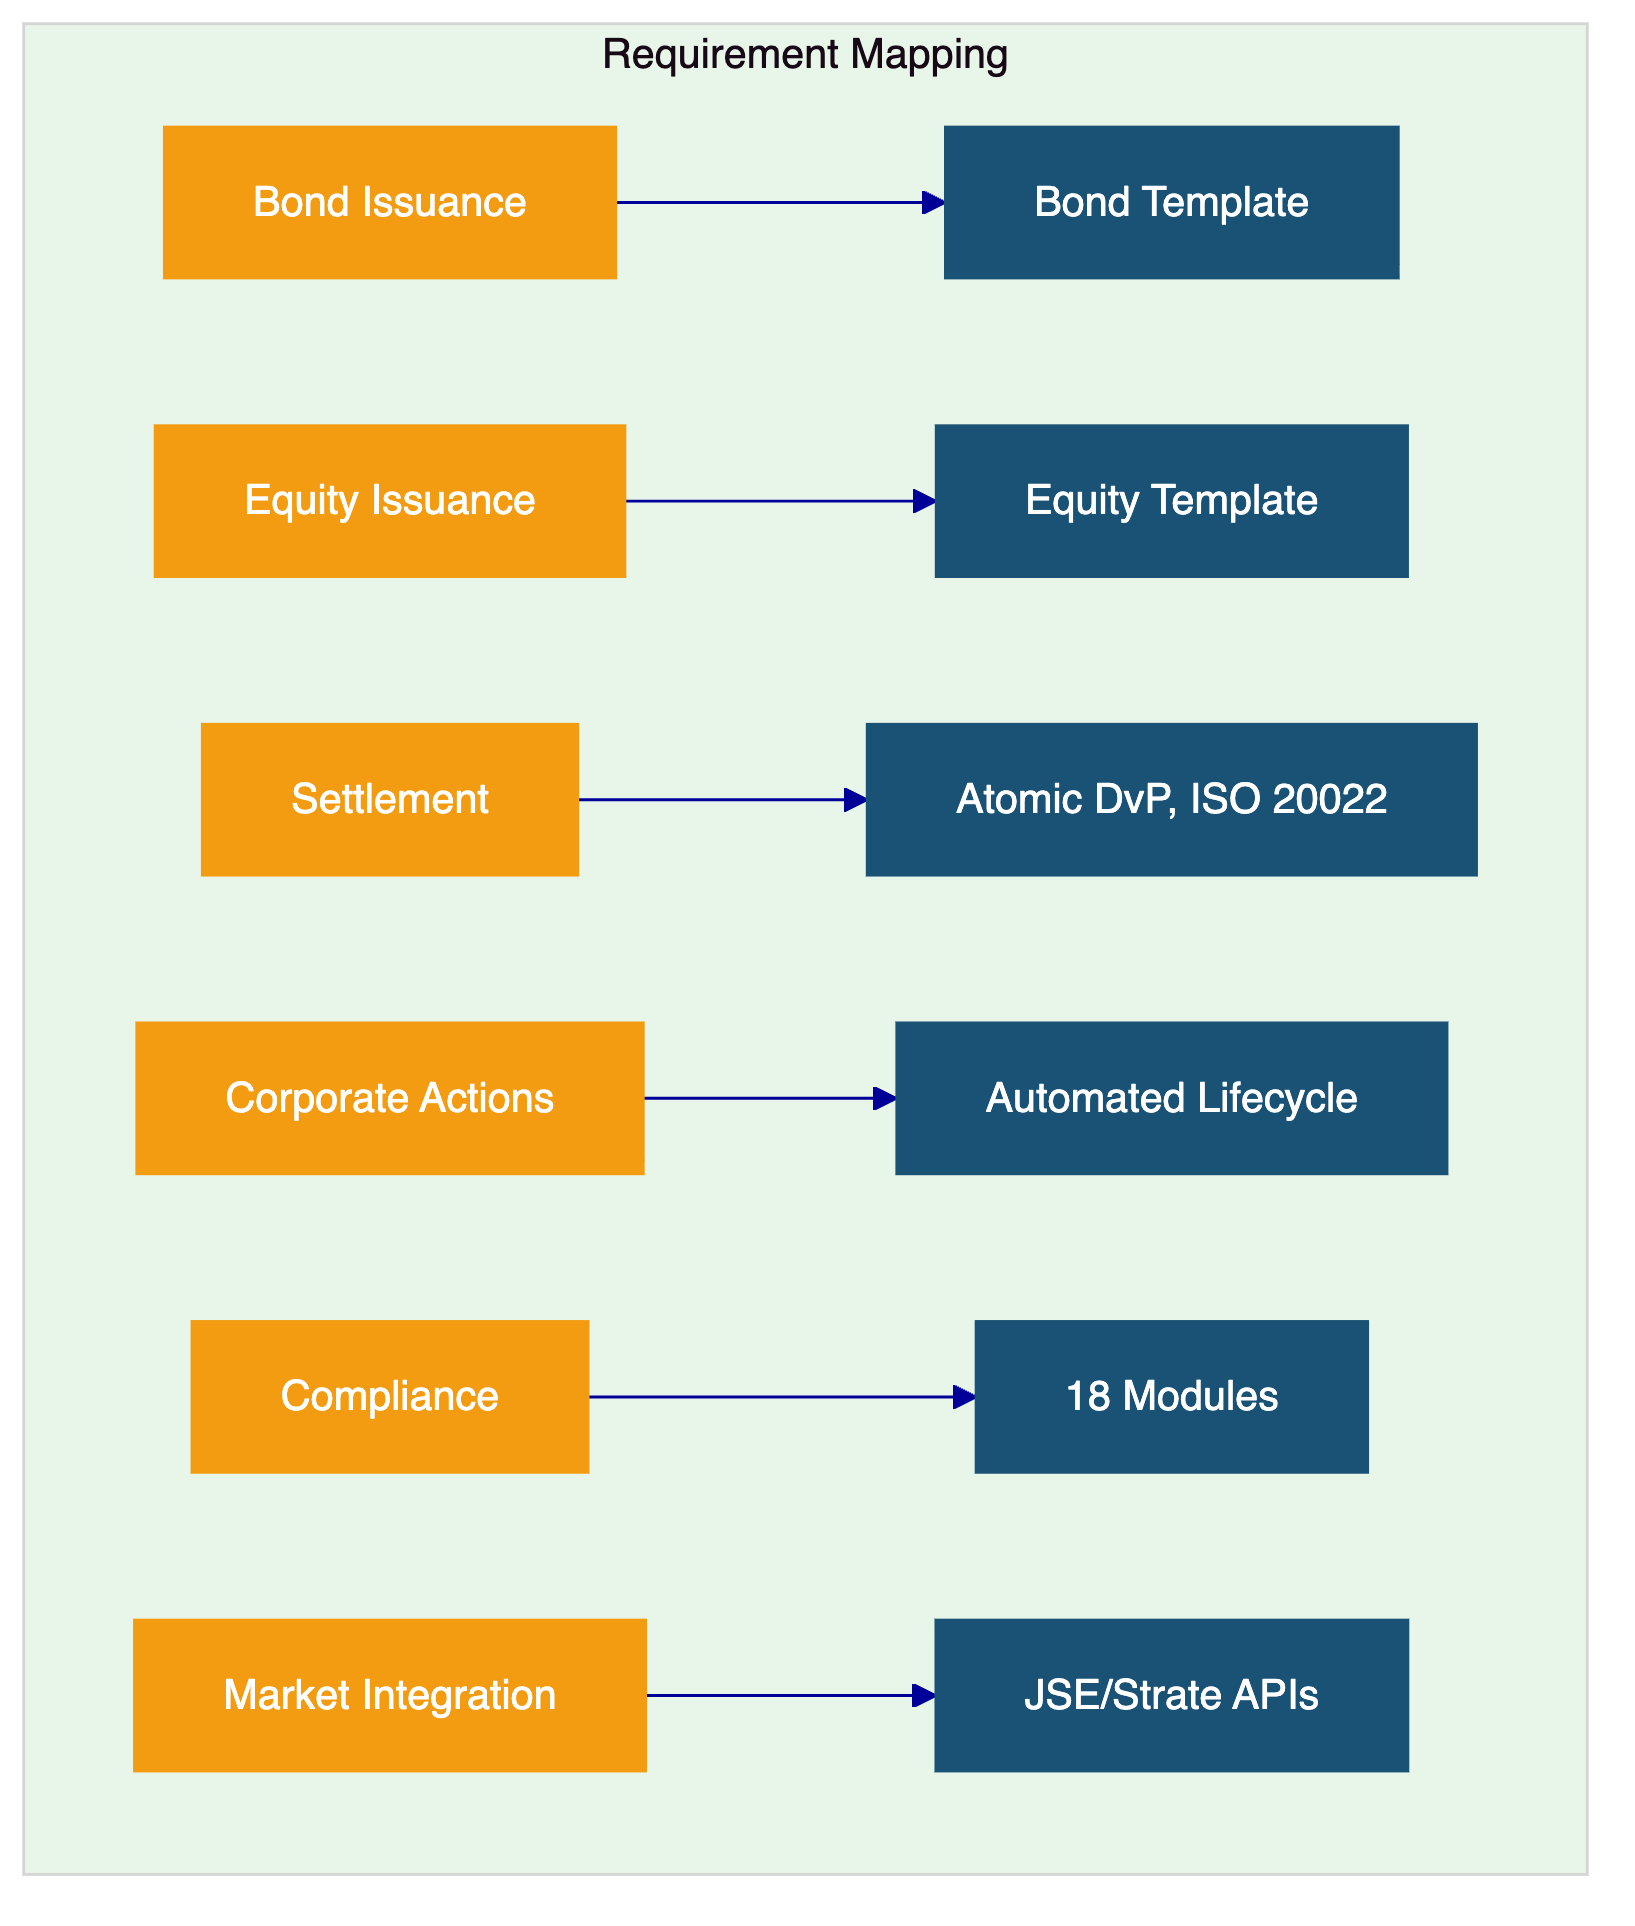 Requirement Mapping
Bond Issuance
Bond Template
Equity Issuance
Equity Template
Settlement
Atomic DvP, ISO 20022
Corporate Actions
Automated Lifecycle
Compliance
18 Modules
Market Integration
JSE/Strate APIs